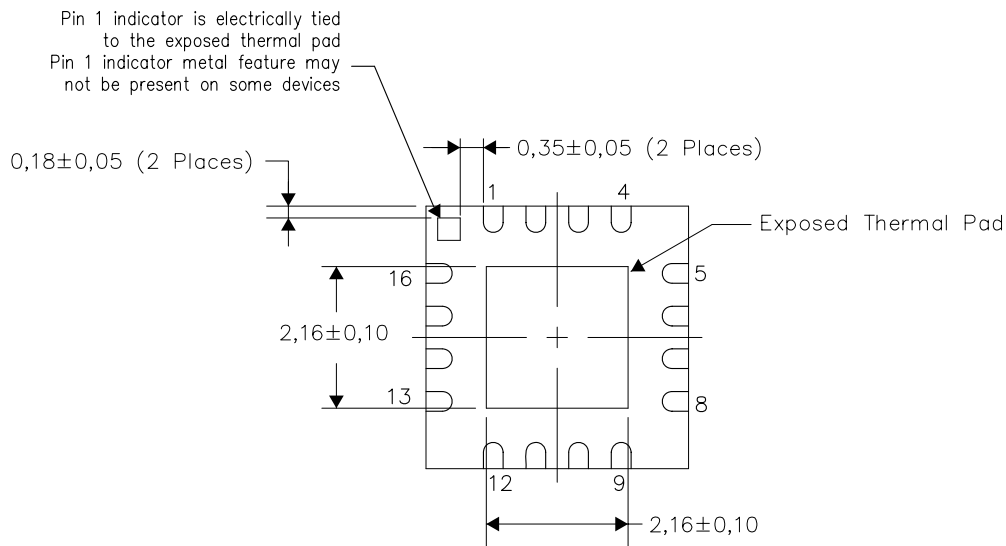 Pin 1 indicator is electrically tied
to the exposed thermal pad
Pin 1 indicator metal feature may
not be present on some devices
0,18±0,05 (2 Places)
0,35±0,05 (2 Places)
1
4
Exposed Thermal Pad
16
5
2,16±0,10
13
8
12
9
2,16±0,10